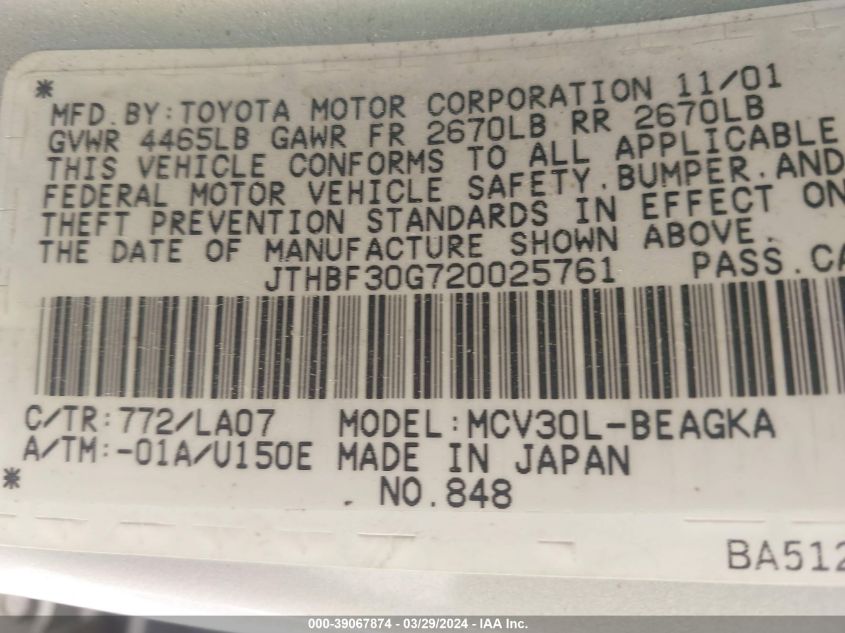 * MFD. BY: TOYOTA MOTOR CORPORATION 11/01
GVWR 4465LB GAWR FR 2670LB RR 2670LB
THIS VEHICLE CONFORMS TO ALL APPLICABLE
FEDERAL MOTOR VEHICLE SAFETY, BUMPER, AND
THEFT PREVENTION STANDARDS IN EFFECT ON
THE DATE OF MANUFACTURE SHOWN ABOVE.
JTHBF30G720025761 PASS. CA
C/TR: 772/LA07 MODEL: MCV30L-BEAGKA
A/TM: -01A/U150E MADE IN JAPAN
* NO. 848
BA512
000-39067874 - 03/29/2024 - IAA Inc.